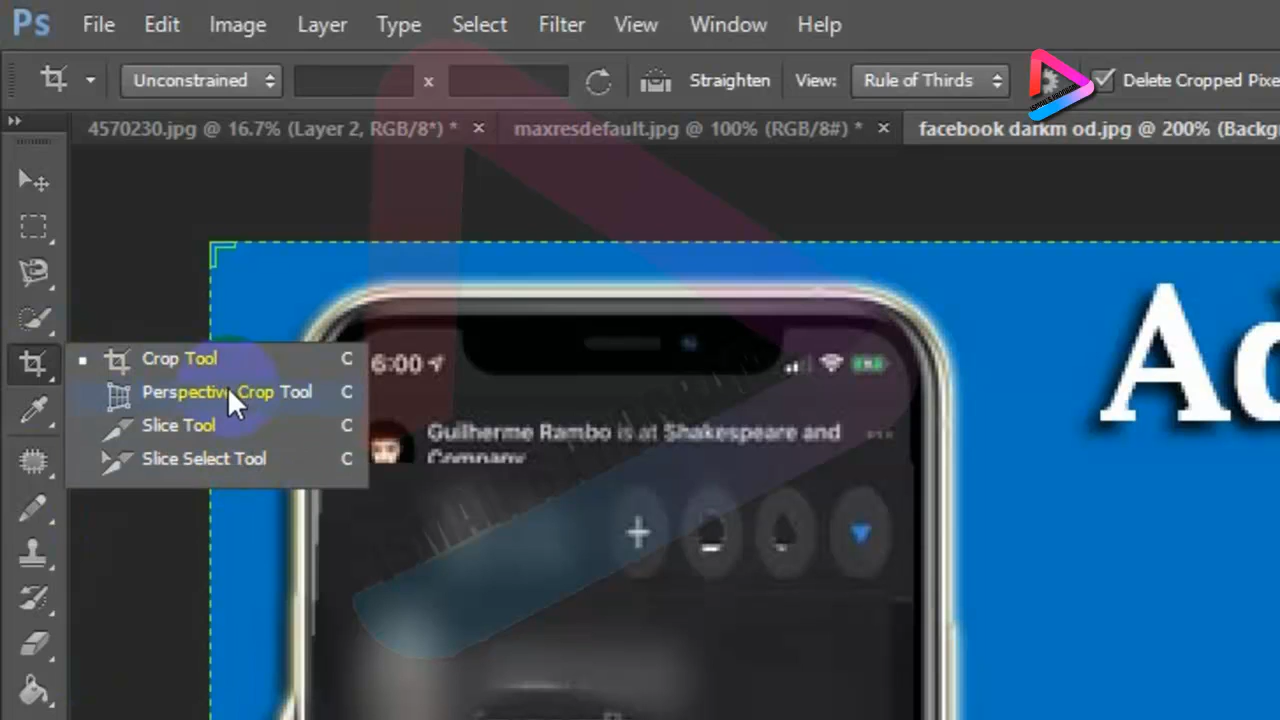 Ps File Edit Image Layer Type Select Filter View Window Help
Unconstrained x Straighten View: Rule of Thirds Delete Cropped Pixe
4570230.jpg @ 16.7% (Layer 2, RGB/8*) * × maxresdefault.jpg @ 100% (RGB/8#) * × facebook darkm od.jpg @ 200% (Backg
Crop Tool C
Perspective Crop Tool C
Slice Tool C
Slice Select Tool C
6:00
Guilherme Rambo is at Shakespeare and
Company
Ad